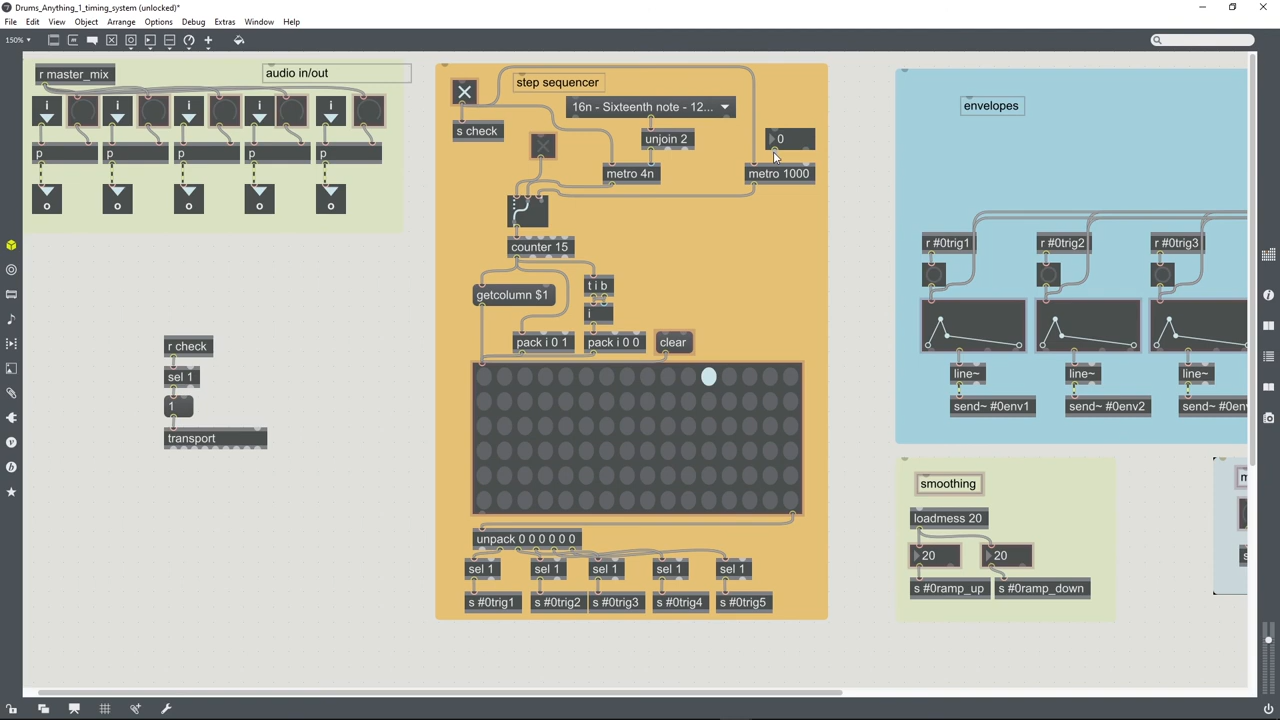 Drums_Anything_1_timing_system (unlocked)*
File Edit View Object Arrange Options Debug Extras Window Help
150%
r master_mix
audio in/out
i i i i i
p p p p p
o o o o o
r check
sel 1
1
transport
step sequencer
s check
16n - Sixteenth note - 12...
unjoin 2
0
metro 4n
metro 1000
counter 15
getcolumn $1
t i b
i
pack i 0 1
pack i 0 0
clear
unpack 0 0 0 0 0 0
sel 1 sel 1 sel 1 sel 1 sel 1
s #0trig1 s #0trig2 s #0trig3 s #0trig4 s #0trig5
envelopes
r #0trig1 r #0trig2 r #0trig3
line~ line~ line~
send~ #0env1 send~ #0env2 send~ #0env
smoothing
loadmess 20
20 20
s #0ramp_up s #0ramp_down